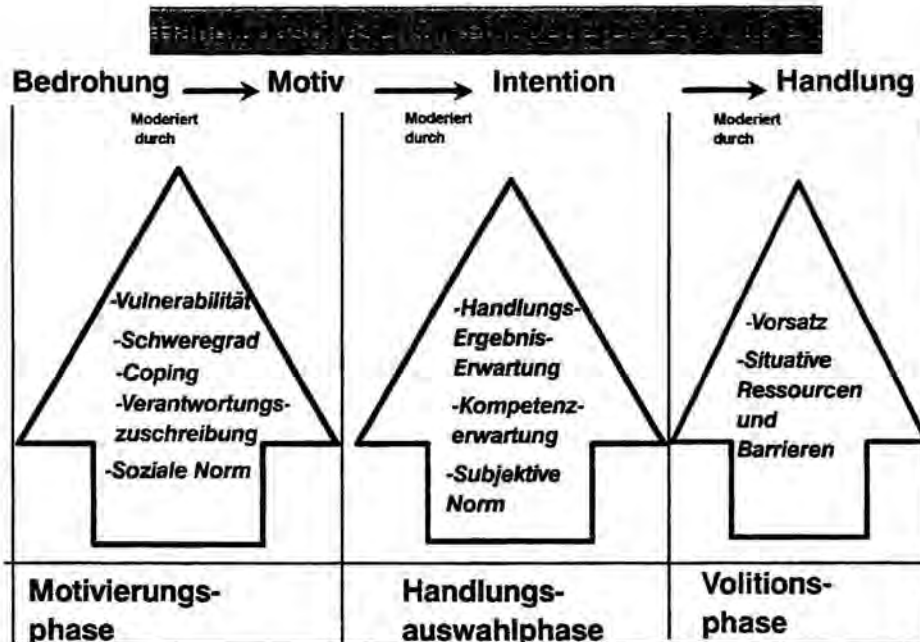 Bedrohung → Motiv → Intention → Handlung
Moderiert durch
Moderiert durch
Moderiert durch
-Vulnerabilität
-Schweregrad
-Coping
-Verantwortungs-
zuschreibung
-Soziale Norm
-Handlungs-
Ergebnis-
Erwartung
-Kompetenz-
erwartung
-Subjektive
Norm
-Vorsatz
-Situative
Ressourcen
und
Barrieren
Motivierungs-
phase
Handlungs-
auswahlphase
Volitions-
phase